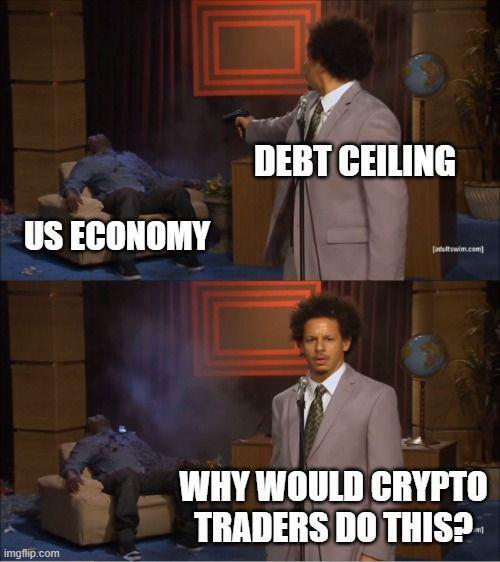 DEBT CEILING
US ECONOMY
[adultswim.com]
WHY WOULD CRYPTO
TRADERS DO THIS?
imgflip.com